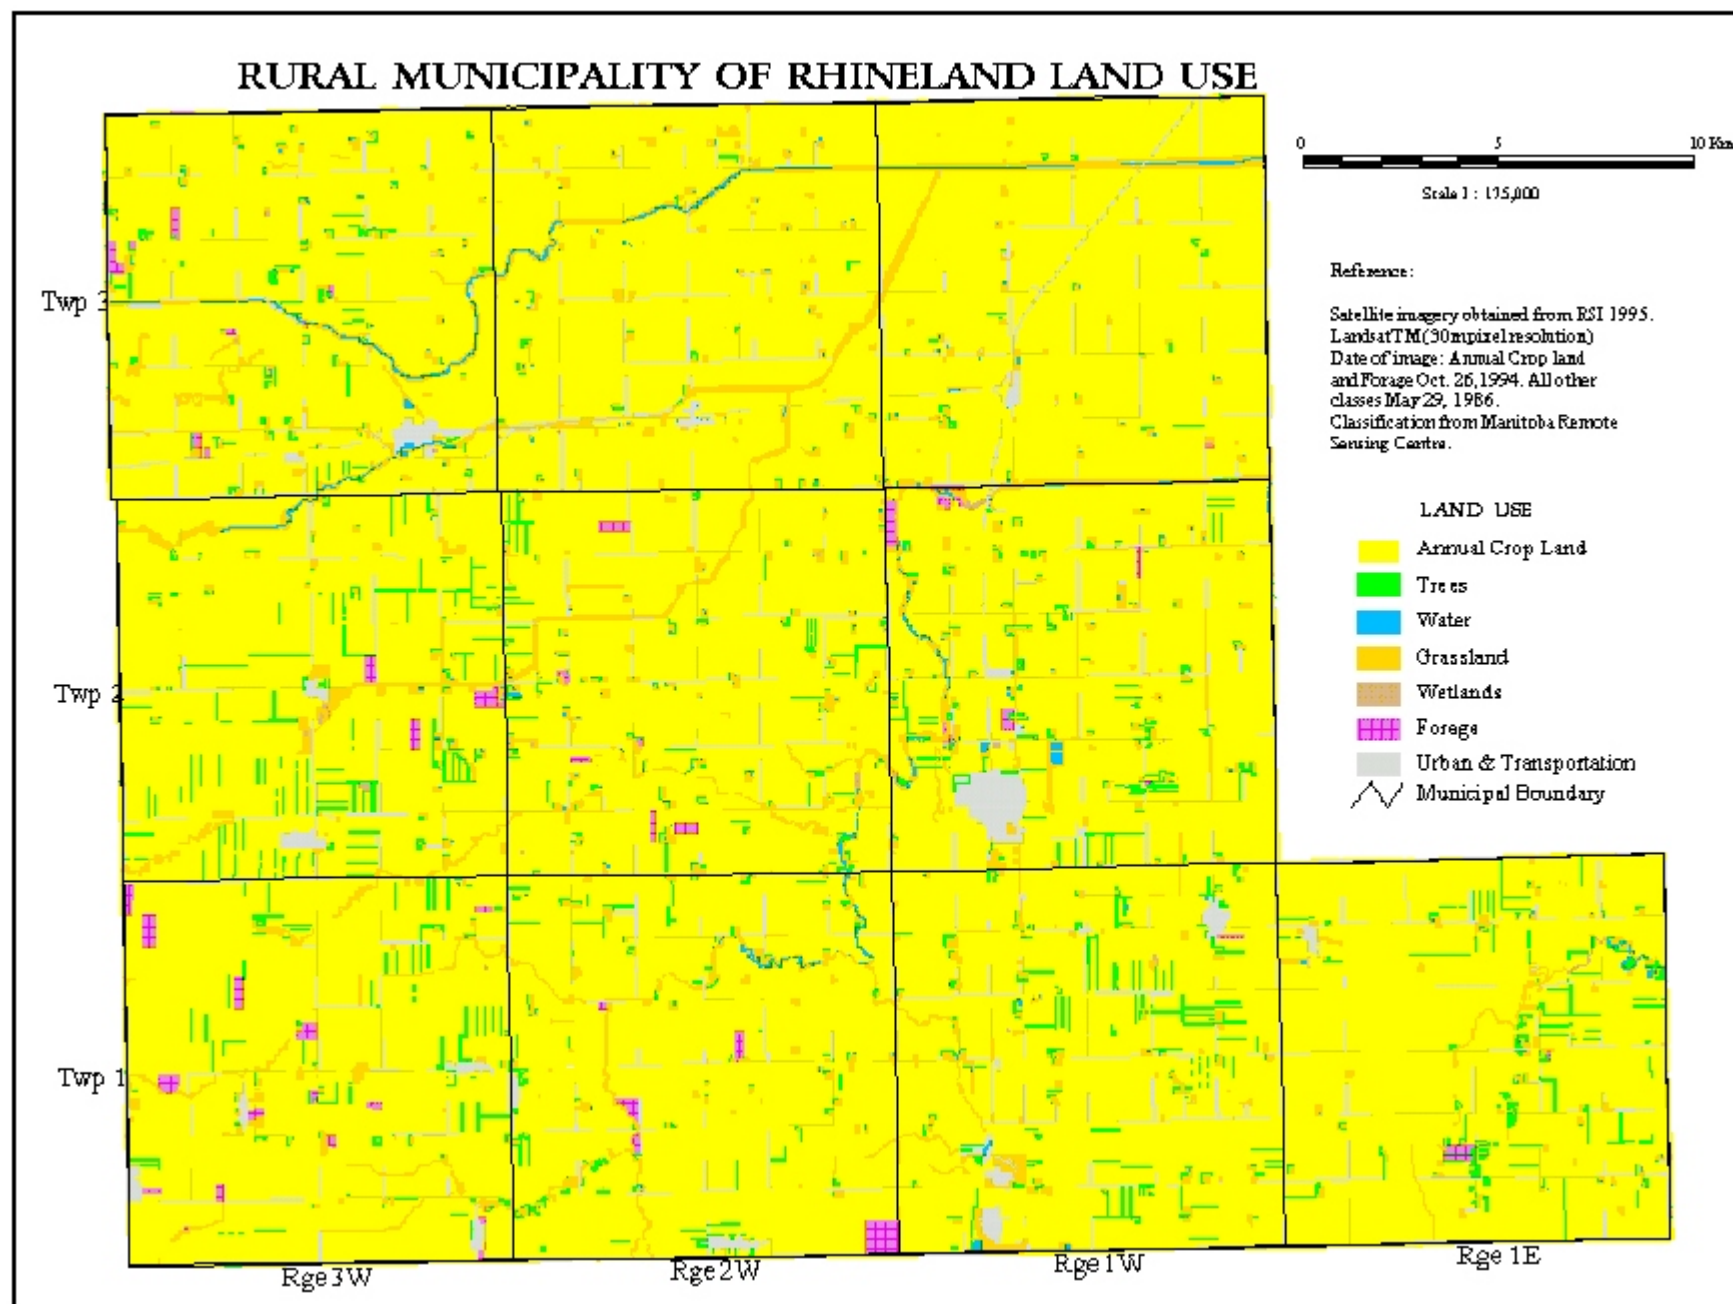 RURAL MUNICIPALITY OF RHINELAND LAND USE
0 5 10 Km
Scale 1 : 175,000
Reference:
Satellite imagery obtained from RSI 1995.
Landsat TM (30m pixel resolution)
Date of image: Annual Crop land
and Forage Oct. 26, 1994. All other
classes May 29, 1986.
Classification from Manitoba Remote
Sensing Centre.
LAND USE
Annual Crop Land
Trees
Water
Grassland
Wetlands
Forage
Urban & Transportation
Municipal Boundary
Twp 3
Twp 2
Twp 1
Rge 3W
Rge 2W
Rge 1W
Rge 1E